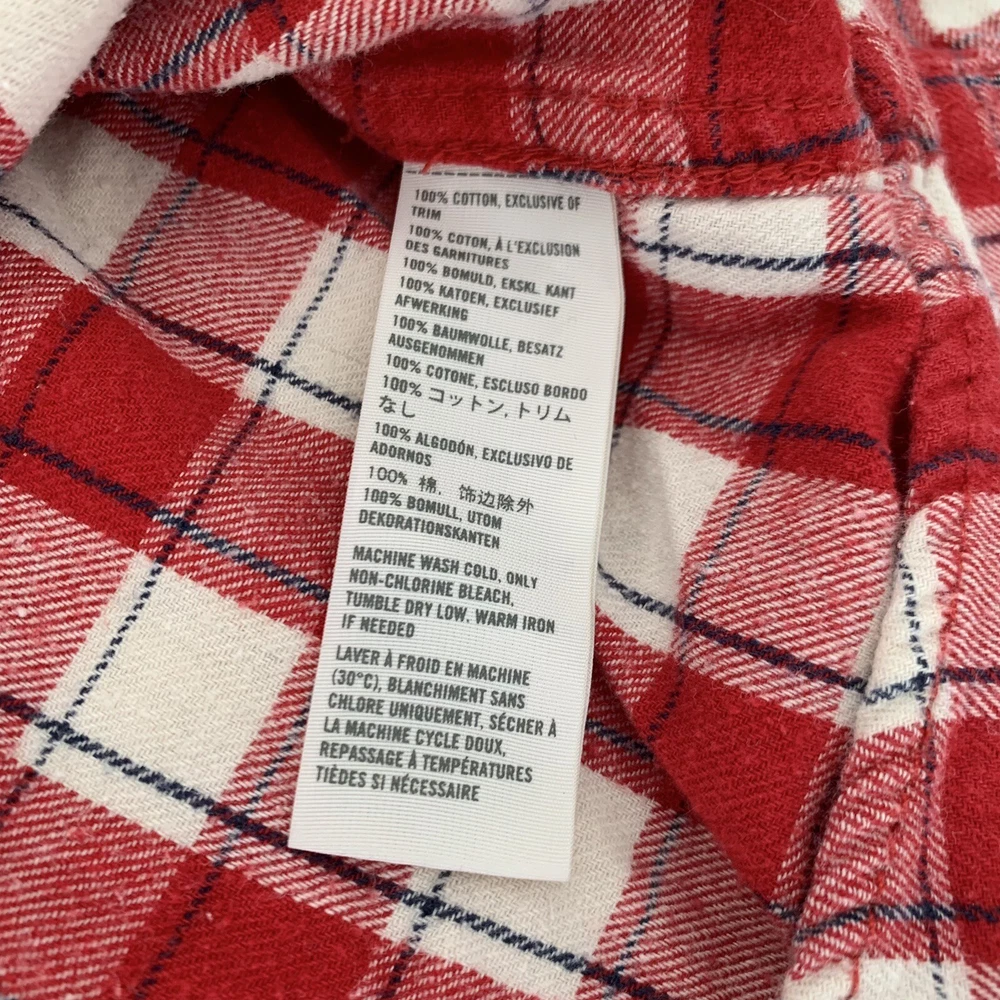 100% COTTON, EXCLUSIVE OF
TRIM
100% COTON, À L'EXCLUSION
DES GARNITURES
100% BOMULD, EKSKL. KANT
100% KATOEN, EXCLUSIEF
AFWERKING
100% BAUMWOLLE, BESATZ
AUSGENOMMEN
100% COTONE, ESCLUSO BORDO
100% コットン, トリム
なし
100% ALGODÓN, EXCLUSIVO DE
ADORNOS
100% 棉, 饰边除外
100% BOMULL, UTOM
DEKORATIONSKANTEN
MACHINE WASH COLD, ONLY
NON-CHLORINE BLEACH,
TUMBLE DRY LOW, WARM IRON
IF NEEDED
LAVER À FROID EN MACHINE
(30°C), BLANCHIMENT SANS
CHLORE UNIQUEMENT, SÉCHER À
LA MACHINE CYCLE DOUX,
REPASSAGE À TEMPÉRATURES
TIÈDES SI NÉCESSAIRE